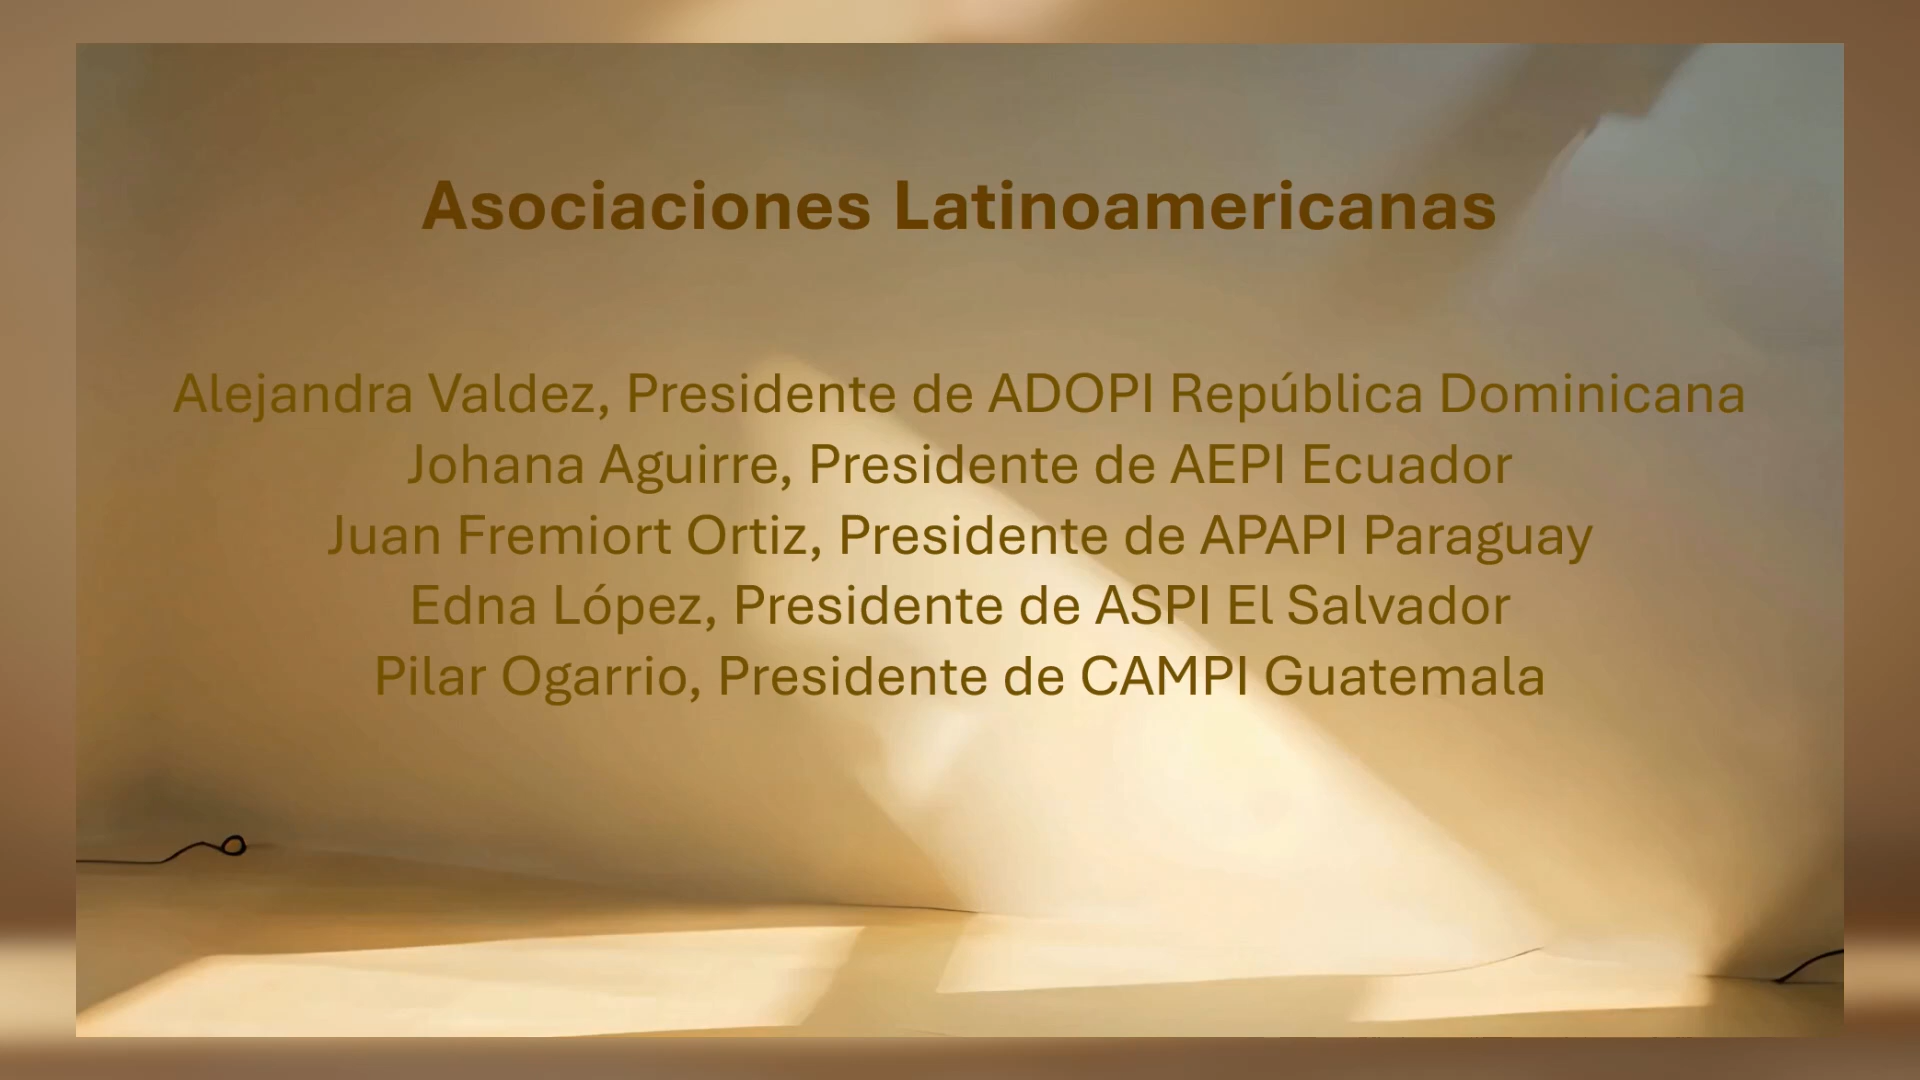 Asociaciones Latinoamericanas
Alejandra Valdez, Presidente de ADOPI República Dominicana
Johana Aguirre, Presidente de AEPI Ecuador
Juan Fremiort Ortiz, Presidente de APAPI Paraguay
Edna López, Presidente de ASPI El Salvador
Pilar Ogarrio, Presidente de CAMPI Guatemala